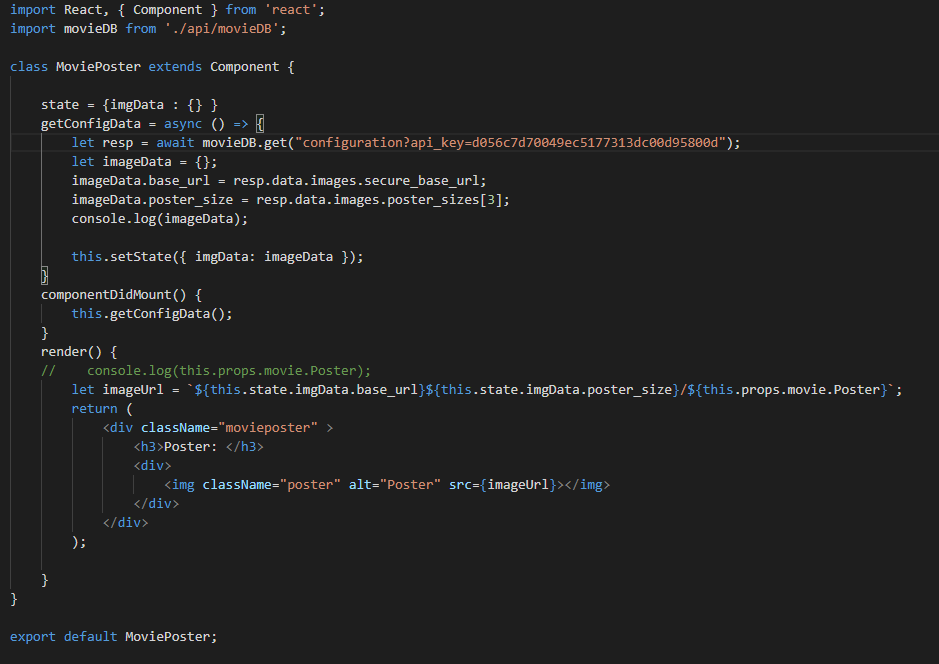 import React, { Component } from 'react';
import movieDB from './api/movieDB';
class MoviePoster extends Component {
state = {imgData : {} }
getConfigData = async () => {
let resp = await movieDB.get("configuration?api_key=d056c7d70049ec5177313dc00d95800d");
let imageData = {};
imageData.base_url = resp.data.images.secure_base_url;
imageData.poster_size = resp.data.images.poster_sizes[3];
console.log(imageData);
this.setState({ imgData: imageData });
}
componentDidMount() {
this.getConfigData();
}
render() {
//    console.log(this.props.movie.Poster);
let imageUrl = `${this.state.imgData.base_url}${this.state.imgData.poster_size}/${this.props.movie.Poster}`;
return (
<div className="movieposter" >
<h3>Poster: </h3>
<div>
<img className="poster" alt="Poster" src={imageUrl}></img>
</div>
</div>
);
}
}
export default MoviePoster;